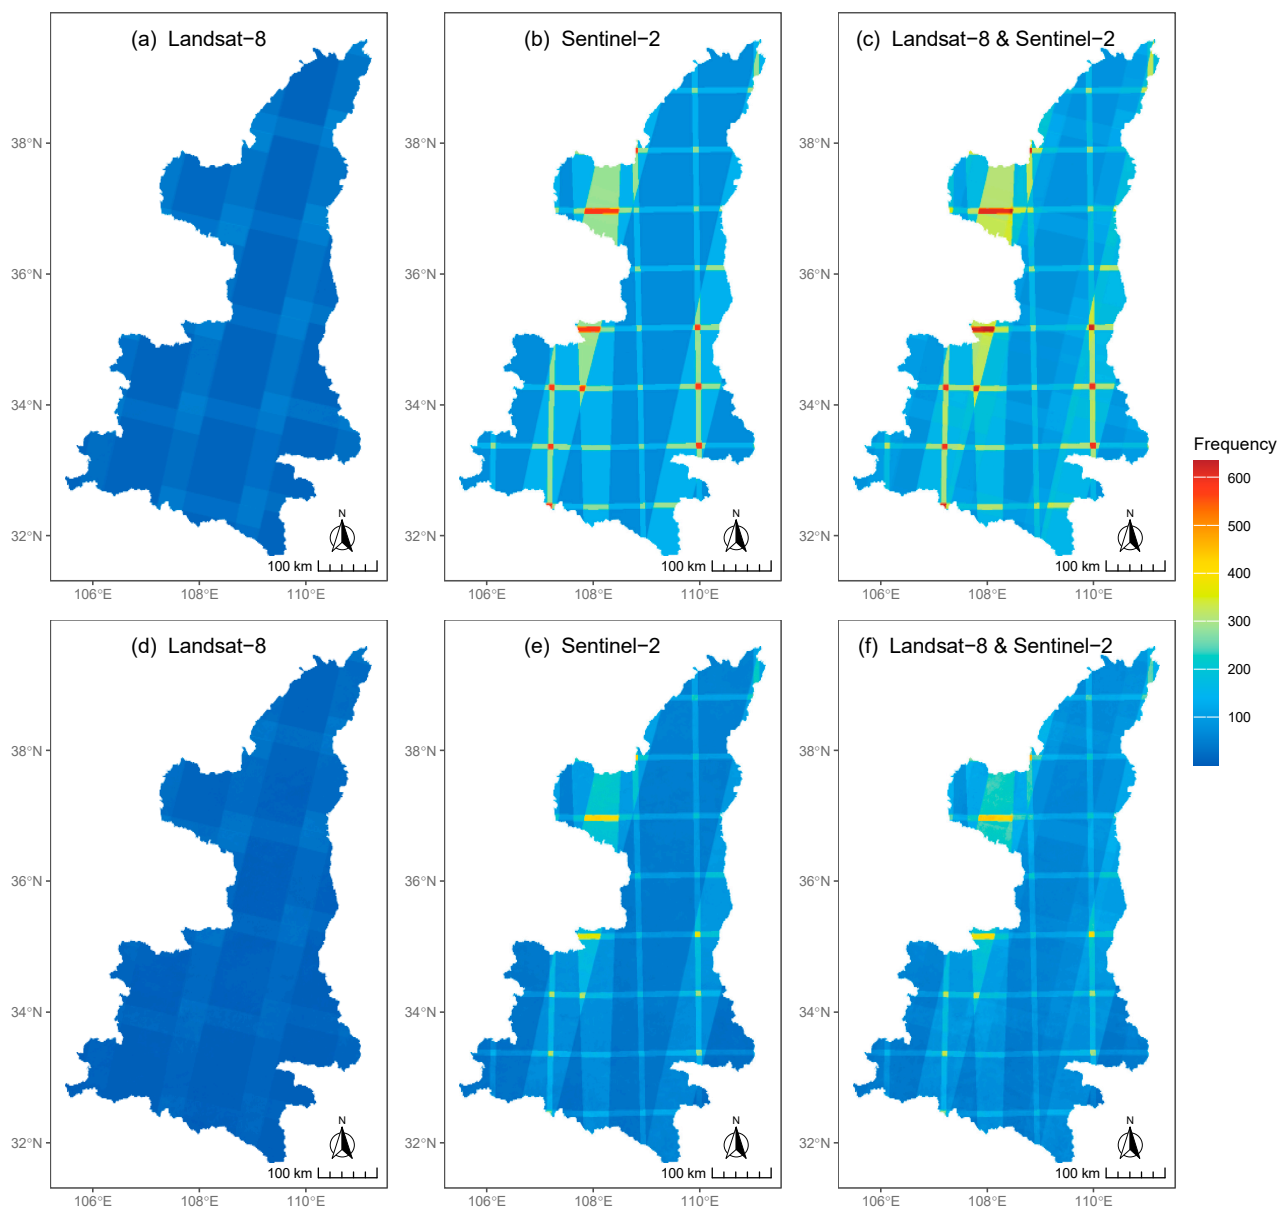 (a) Landsat−8
(b) Sentinel−2
(c) Landsat−8 & Sentinel−2
38°N
36°N
34°N
32°N
38°N
36°N
34°N
32°N
38°N
36°N
34°N
32°N
N
100 km
N
100 km
N
100 km
106°E 108°E 110°E
106°E 108°E 110°E
106°E 108°E 110°E
Frequency
600
500
400
300
200
100
(d) Landsat−8
(e) Sentinel−2
(f) Landsat−8 & Sentinel−2
38°N
36°N
34°N
32°N
38°N
36°N
34°N
32°N
38°N
36°N
34°N
32°N
N
100 km
N
100 km
N
100 km
106°E 108°E 110°E
106°E 108°E 110°E
106°E 108°E 110°E